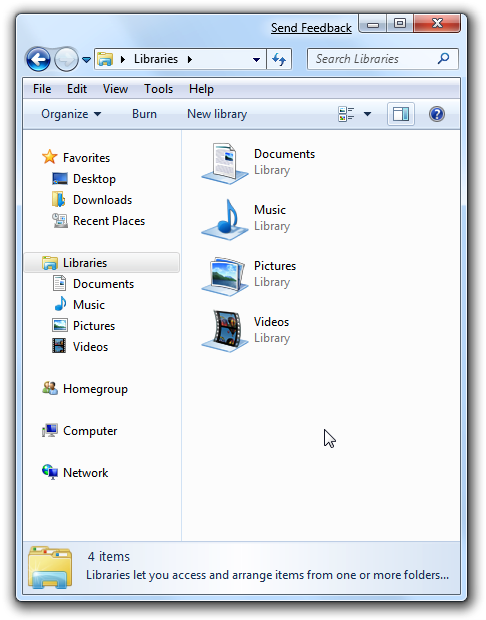 Send Feedback
Libraries
Search Libraries
File Edit View Tools Help
Organize Burn New library
Favorites
Desktop
Downloads
Recent Places
Libraries
Documents
Music
Pictures
Videos
Homegroup
Computer
Network
Documents
Library
Music
Library
Pictures
Library
Videos
Library
4 items
Libraries let you access and arrange items from one or more folders...